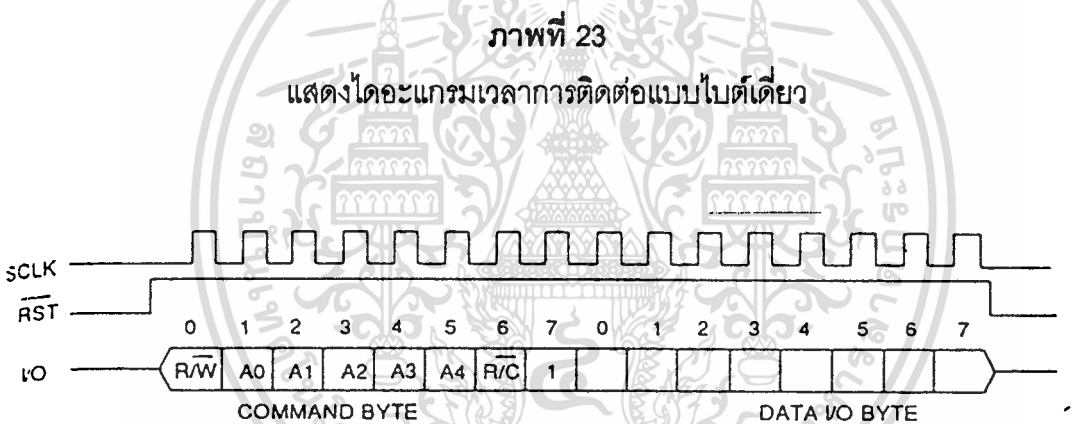 ภาพที่ 23
แสดงไดอะแกรมเวลาการติดต่อแบบไบต์เดี่ยว
SCLK
R̅S̅T̅
0 1 2 3 4 5 6 7 0 1 2 3 4 5 6 7
I/O R/W̅ A0 A1 A2 A3 A4 R/C̅ 1
COMMAND BYTE DATA I/O BYTE